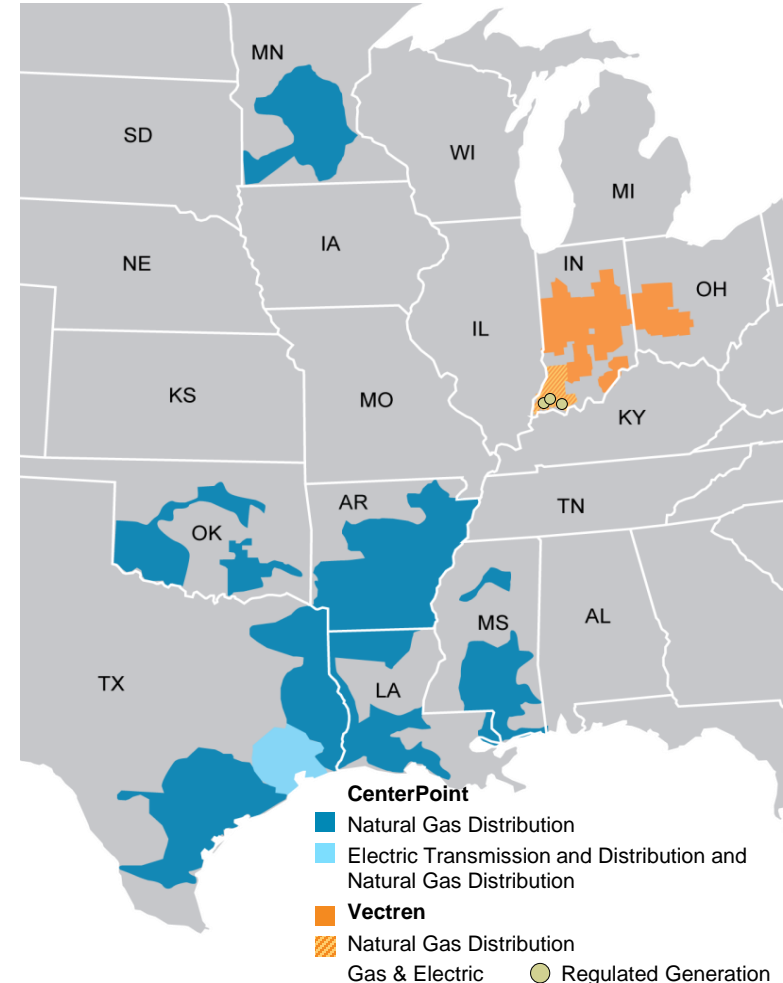 MN
SD
WI
MI
IA
NE
IN
OH
IL
KS
MO
KY
AR
TN
OK
MS
AL
TX
LA
CenterPoint
Natural Gas Distribution
Electric Transmission and Distribution and
Natural Gas Distribution
Vectren
Natural Gas Distribution
Gas & Electric
Regulated Generation